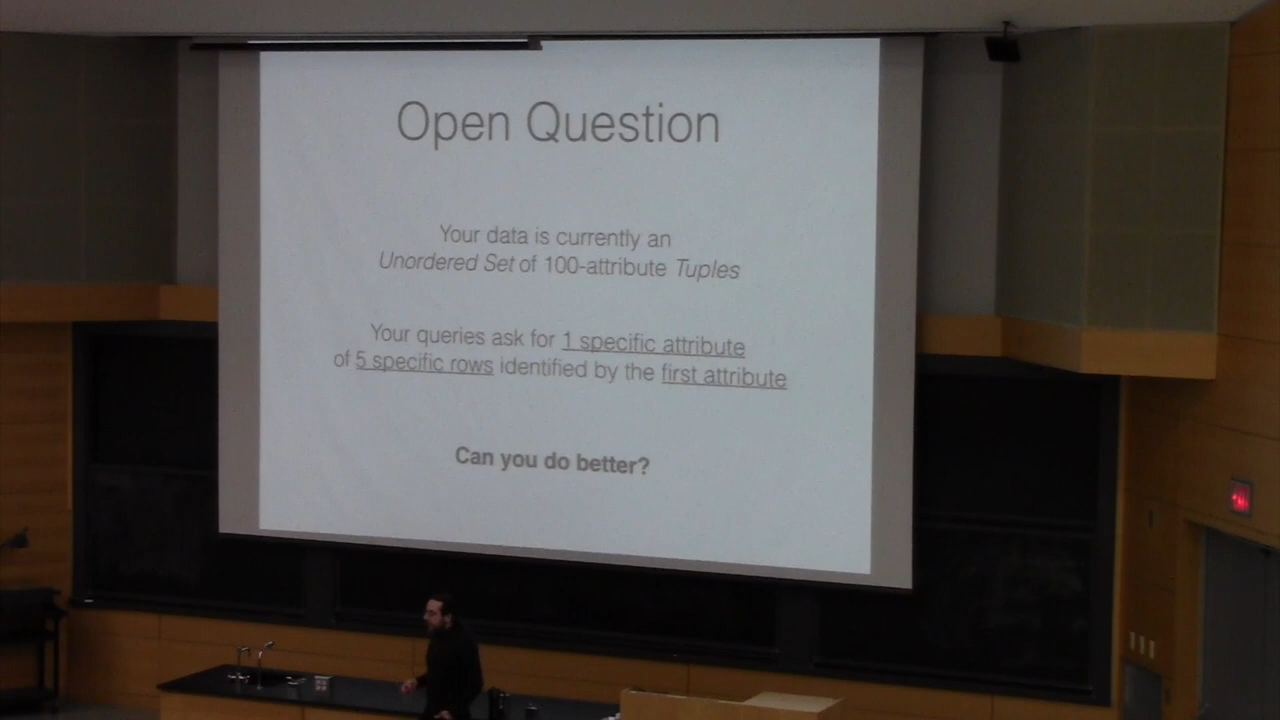 Open Question
Your data is currently an
Unordered Set of 100-attribute Tuples
Your queries ask for 1 specific attribute
of 5 specific rows identified by the first attribute
Can you do better?